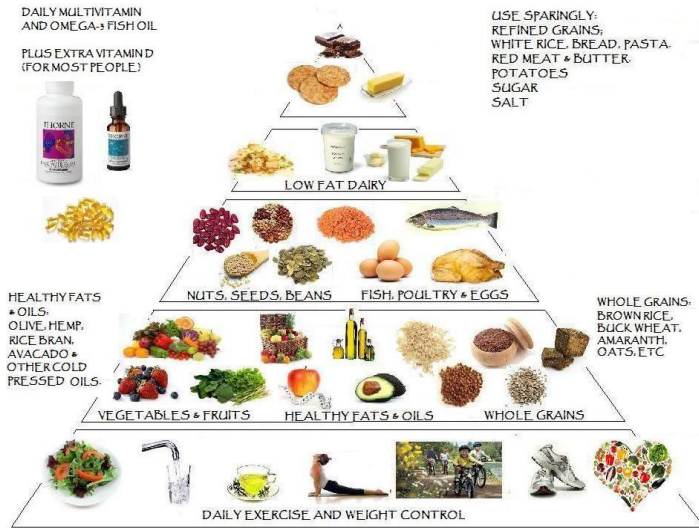 DAILY MULTIVITAMIN
AND OMEGA-3 FISH OIL
PLUS EXTRA VITAMIN D
(FOR MOST PEOPLE)
THORNE
THORNE
USE SPARINGLY:
REFINED GRAINS;
WHITE RICE, BREAD, PASTA.
RED MEAT & BUTTER.
POTATOES
SUGAR
SALT
LOW FAT DAIRY
NUTS, SEEDS, BEANS
FISH, POULTRY & EGGS
HEALTHY FATS
& OILS:
OLIVE, HEMP,
RICE BRAN,
AVACADO &
OTHER COLD
PRESSED OILS.
WHOLE GRAINS:
BROWN RICE,
BUCK WHEAT,
AMARANTH,
OATS, ETC
VEGETABLES & FRUITS
HEALTHY FATS & OILS
WHOLE GRAINS
DAILY EXERCISE AND WEIGHT CONTROL